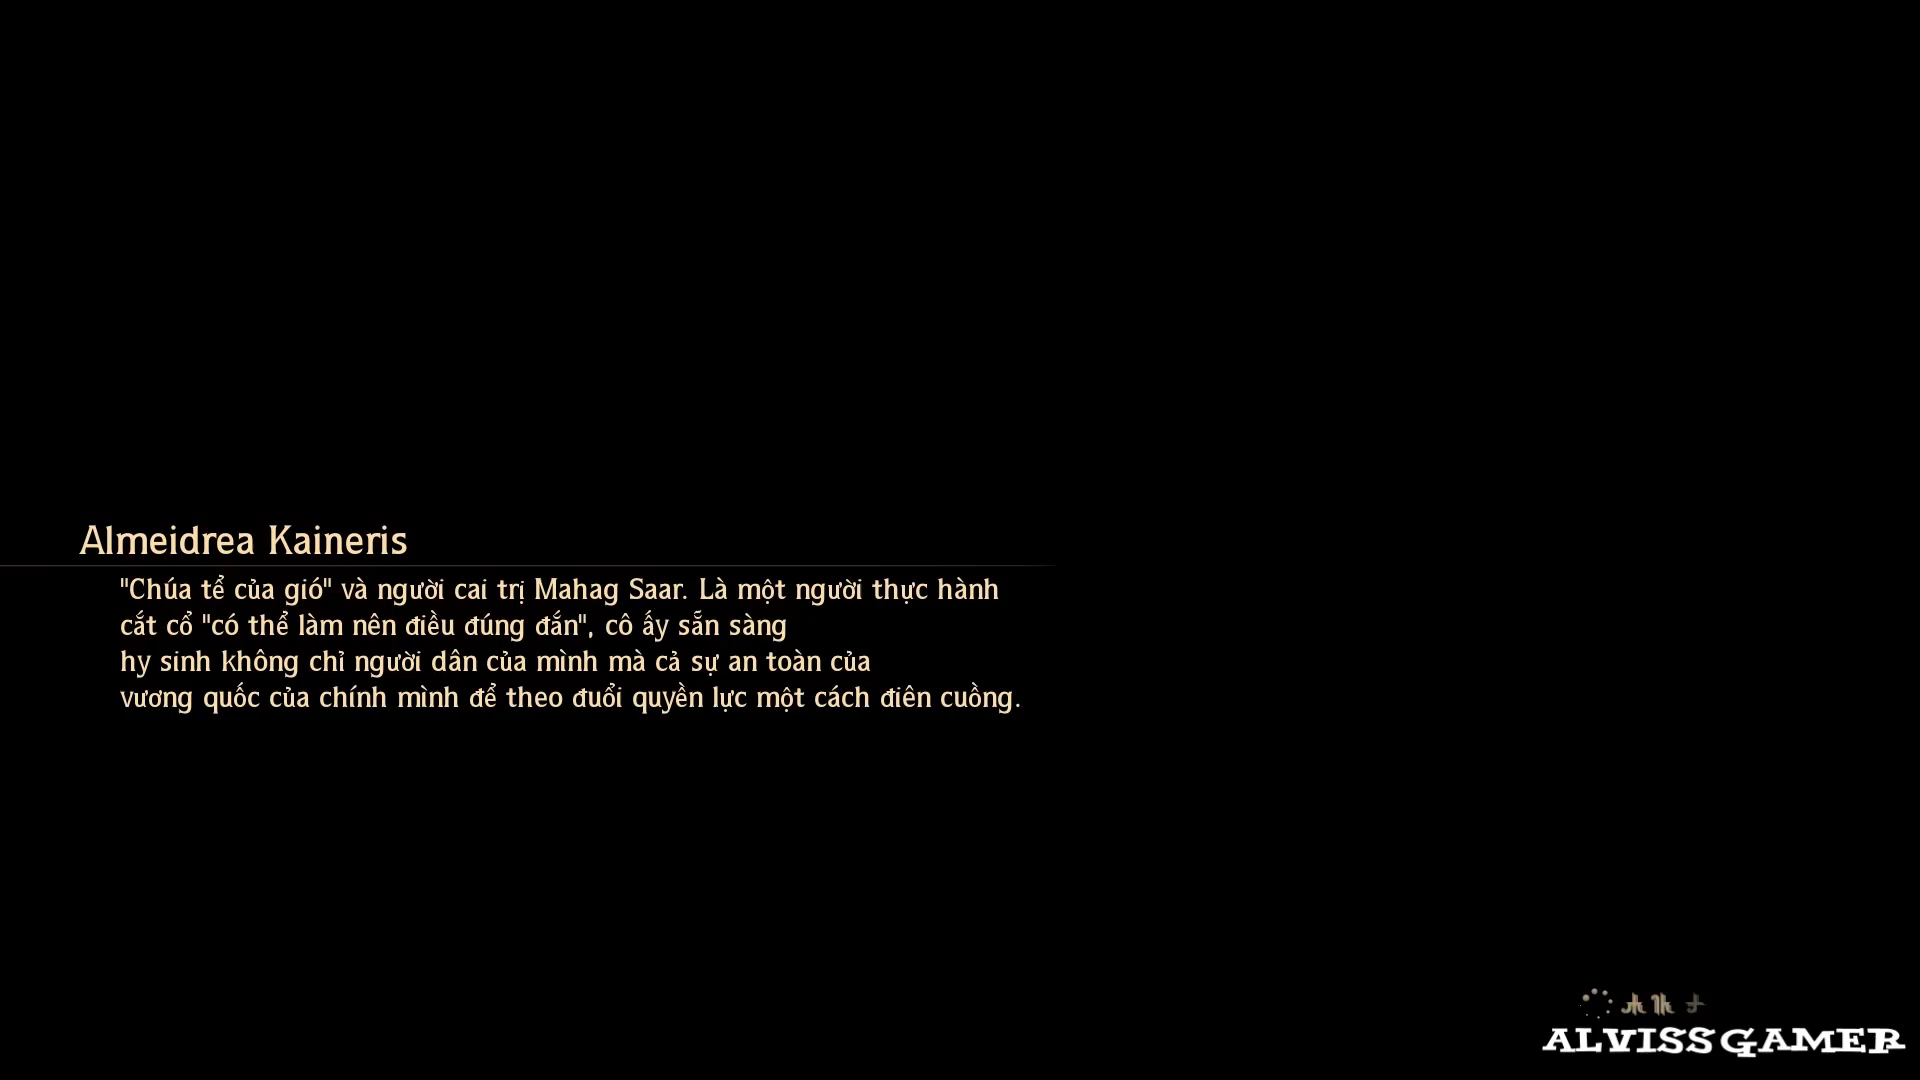 Almeidrea Kaineris
"Chúa tể của gió" và người cai trị Mahag Saar. Là một người thực hành
cắt cổ "có thể làm nên điều đúng đắn", cô ấy sẵn sàng
hy sinh không chỉ người dân của mình mà cả sự an toàn của
vương quốc của chính mình để theo đuổi quyền lực một cách điên cuồng.
ALVISSGAMER